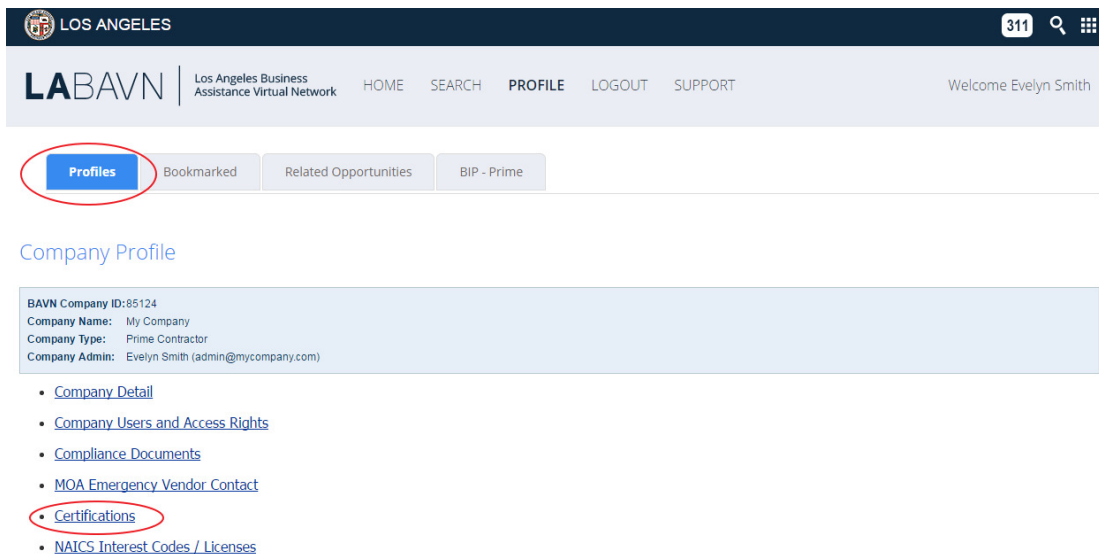 LOS ANGELES 311
LABAVN Los Angeles Business Assistance Virtual Network HOME SEARCH PROFILE LOGOUT SUPPORT Welcome Evelyn Smith
Profiles Bookmarked Related Opportunities BIP - Prime
Company Profile
BAVN Company ID: 85124
Company Name: My Company
Company Type: Prime Contractor
Company Admin: Evelyn Smith (admin@mycompany.com)
• Company Detail
• Company Users and Access Rights
• Compliance Documents
• MOA Emergency Vendor Contact
• Certifications
• NAICS Interest Codes / Licenses